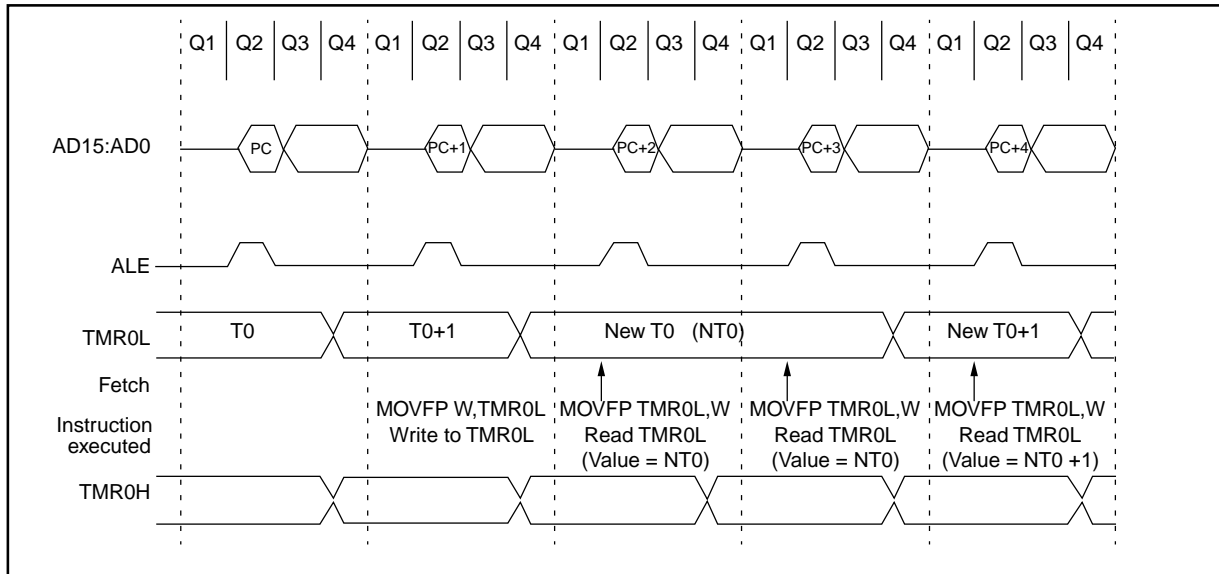 Q1 Q2 Q3 Q4 Q1 Q2 Q3 Q4 Q1 Q2 Q3 Q4 Q1 Q2 Q3 Q4 Q1 Q2 Q3 Q4
AD15:AD0 PC PC+1 PC+2 PC+3 PC+4
ALE
TMR0L T0 T0+1 New T0 (NT0) New T0+1
Fetch
Instruction
executed
MOVFP W,TMR0L
Write to TMR0L
MOVFP TMR0L,W
Read TMR0L
(Value = NT0)
MOVFP TMR0L,W
Read TMR0L
(Value = NT0)
MOVFP TMR0L,W
Read TMR0L
(Value = NT0 +1)
TMR0H